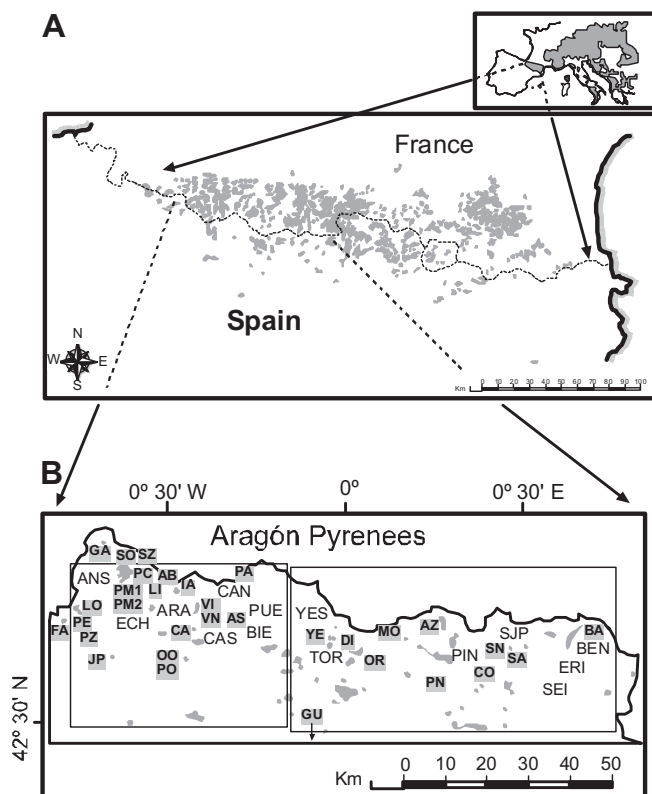 A
France
Spain
N
W E
S
Km 0 10 20 30 40 50 60 70 80 90 100
B
0º 30' W 0º 0º 30' E
Aragón Pyrenees
GA SO SZ
ANS PC AB IA CAN PA
PM1 LI
LO PM2 ARA VI PUE YES
FA PE ECH CA VN AS BIE YE DI MO AZ SJP BA
PZ CAS TOR OR PIN SN BEN
JP OO PN CO SA ERI
PO SEI
GU
42º 30' N
Km 0 10 20 30 40 50